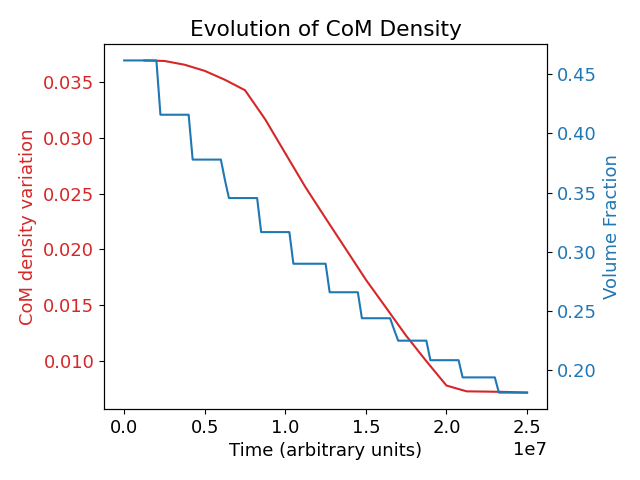 Evolution of CoM Density
CoM density variation
0.035
0.030
0.025
0.020
0.015
0.010
0.45
0.40
0.35
0.30
0.25
0.20
Volume Fraction
0.0 0.5 1.0 1.5 2.0 2.5
1e7
Time (arbitrary units)